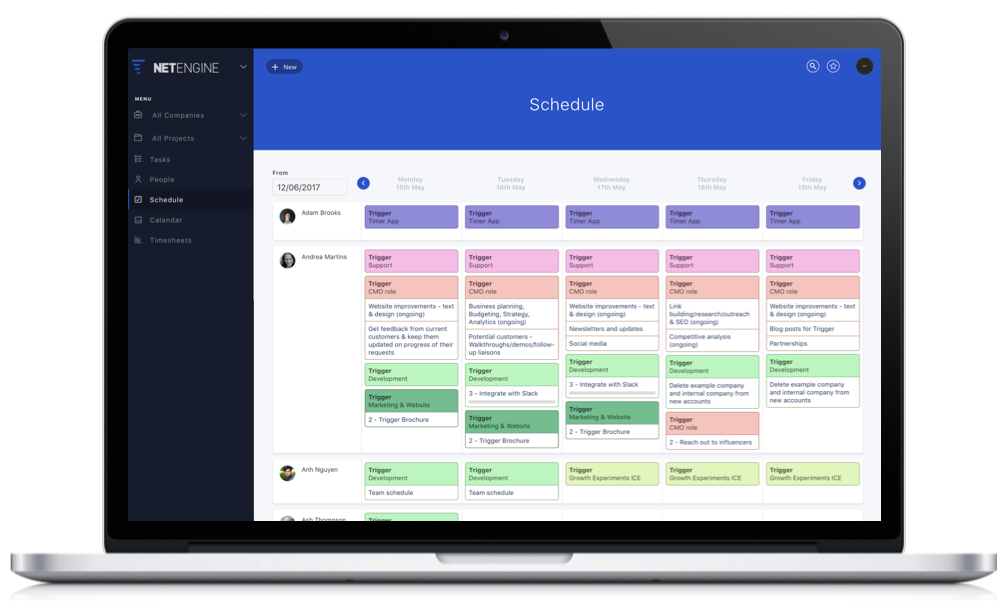 NETENGINE
+ New
Schedule
MENU
All Companies
All Projects
Tasks
People
Schedule
Calendar
Timesheets
From
12/06/2017
Monday
15th May
Tuesday
16th May
Wednesday
17th May
Thursday
18th May
Friday
19th May
Adam Brooks
Trigger
Timer App
Trigger
Timer App
Trigger
Timer App
Trigger
Timer App
Trigger
Timer App
Andrea Martins
Trigger
Support
Trigger
CMO role
Website improvements - text
& design (ongoing)
Get feedback from current
customers & keep them
updated on progress of their
requests
Trigger
Development
Trigger
Marketing & Website
2 - Trigger Brochure
Trigger
Support
Trigger
CMO role
Business planning,
Budgeting, Strategy,
Analytics (ongoing)
Potential customers -
Walkthroughs/demos/follow-
up liaisons
Trigger
Development
3 - Integrate with Slack
Trigger
Marketing & Website
2 - Trigger Brochure
Trigger
Support
Trigger
CMO role
Website improvements - text
& design (ongoing)
Newsletters and updates
Social media
Trigger
Development
3 - Integrate with Slack
Trigger
Marketing & Website
2 - Trigger Brochure
Trigger
Support
Trigger
CMO role
Link
building/research/outreach
& SEO (ongoing)
Competitive analysis
(ongoing)
Trigger
Development
Delete example company
and internal company from
new accounts
Trigger
CMO role
2 - Reach out to influencers
Trigger
Support
Trigger
CMO role
Website improvements - text
& design (ongoing)
Blog posts for Trigger
Partnerships
Trigger
Development
Delete example company
and internal company from
new accounts
Anh Nguyen
Trigger
Development
Team schedule
Trigger
Development
Team schedule
Trigger
Growth Experiments ICE
Trigger
Growth Experiments ICE
Trigger
Growth Experiments ICE
Ash Thompson
Trigger